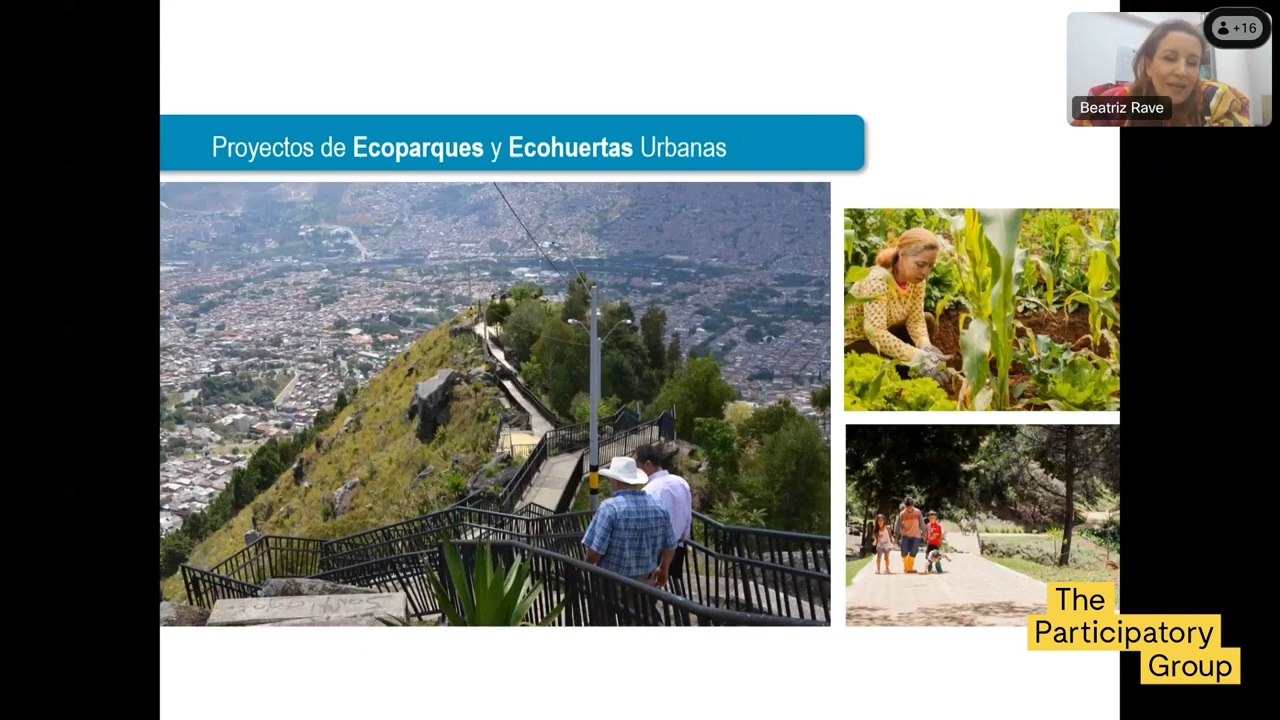 +16
Beatriz Rave
Proyectos de Ecoparques y Ecohuertas Urbanas
The
Participatory
Group